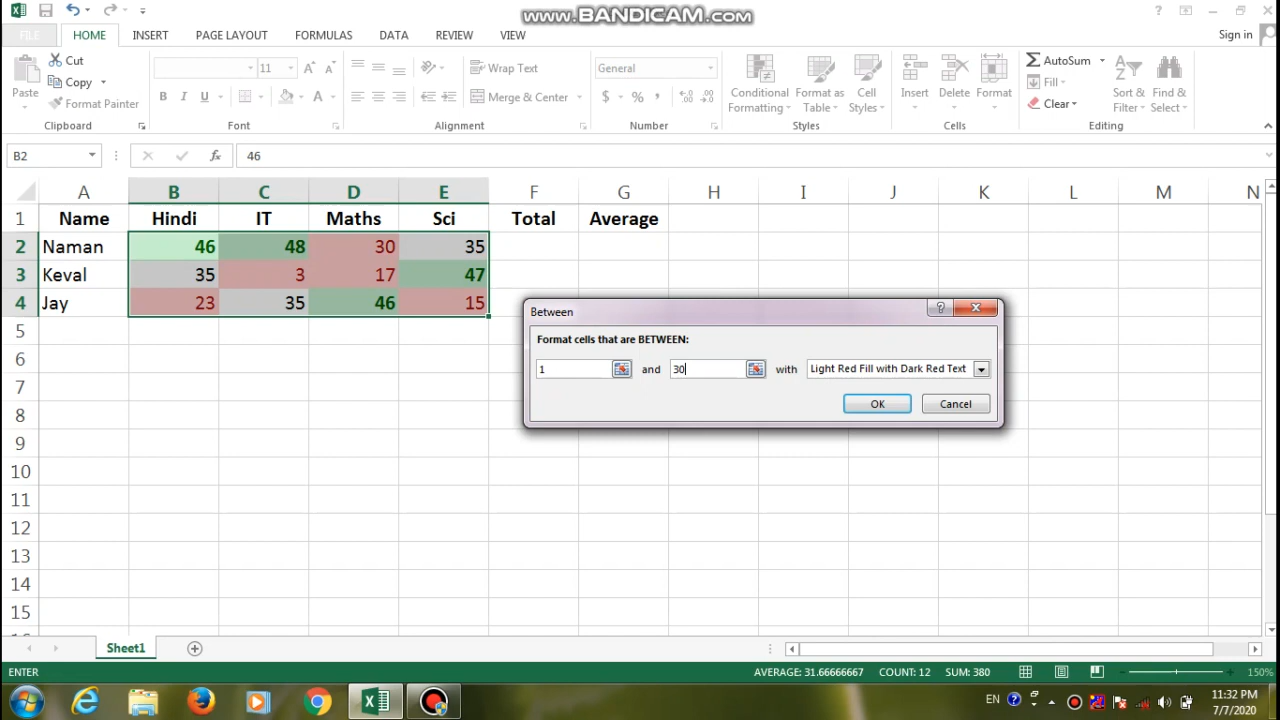 www.BANDICAM.com
FILE HOME INSERT PAGE LAYOUT FORMULAS DATA REVIEW VIEW Sign in
Paste
Cut
Copy
Format Painter
Clipboard
11
B I U
Font
Wrap Text
Merge & Center
Alignment
General
$ % ,
Number
Conditional Formatting
Format as Table
Cell Styles
Styles
Insert Delete Format
Cells
AutoSum
Fill
Clear
Sort & Filter
Find & Select
Editing
B2 fx 46
A B C D E F G H I J K L M N
1 Name Hindi IT Maths Sci Total Average
2 Naman 46 48 30 35
3 Keval 35 3 17 47
4 Jay 23 35 46 15
5
6
7
8
9
10
11
12
13
14
15
Between
Format cells that are BETWEEN:
1 and 30 with Light Red Fill with Dark Red Text
OK Cancel
Sheet1
ENTER AVERAGE: 31.66666667 COUNT: 12 SUM: 380 150%
EN 11:32 PM
7/7/2020